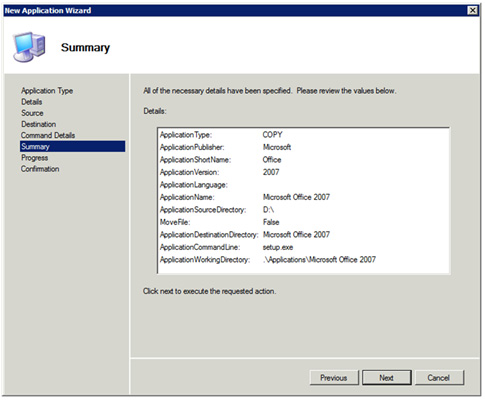 New Application Wizard
Summary
Application Type
Details
Source
Destination
Command Details
Summary
Progress
Confirmation
All of the necessary details have been specified. Please review the values below.
Details:
ApplicationType: COPY
ApplicationPublisher: Microsoft
ApplicationShortName: Office
ApplicationVersion: 2007
ApplicationLanguage:
ApplicationName: Microsoft Office 2007
ApplicationSourceDirectory: D:\
MoveFile: False
ApplicationDestinationDirectory: Microsoft Office 2007
ApplicationCommandLine: setup.exe
ApplicationWorkingDirectory: .\Applications\Microsoft Office 2007
Click next to execute the requested action.
Previous Next Cancel